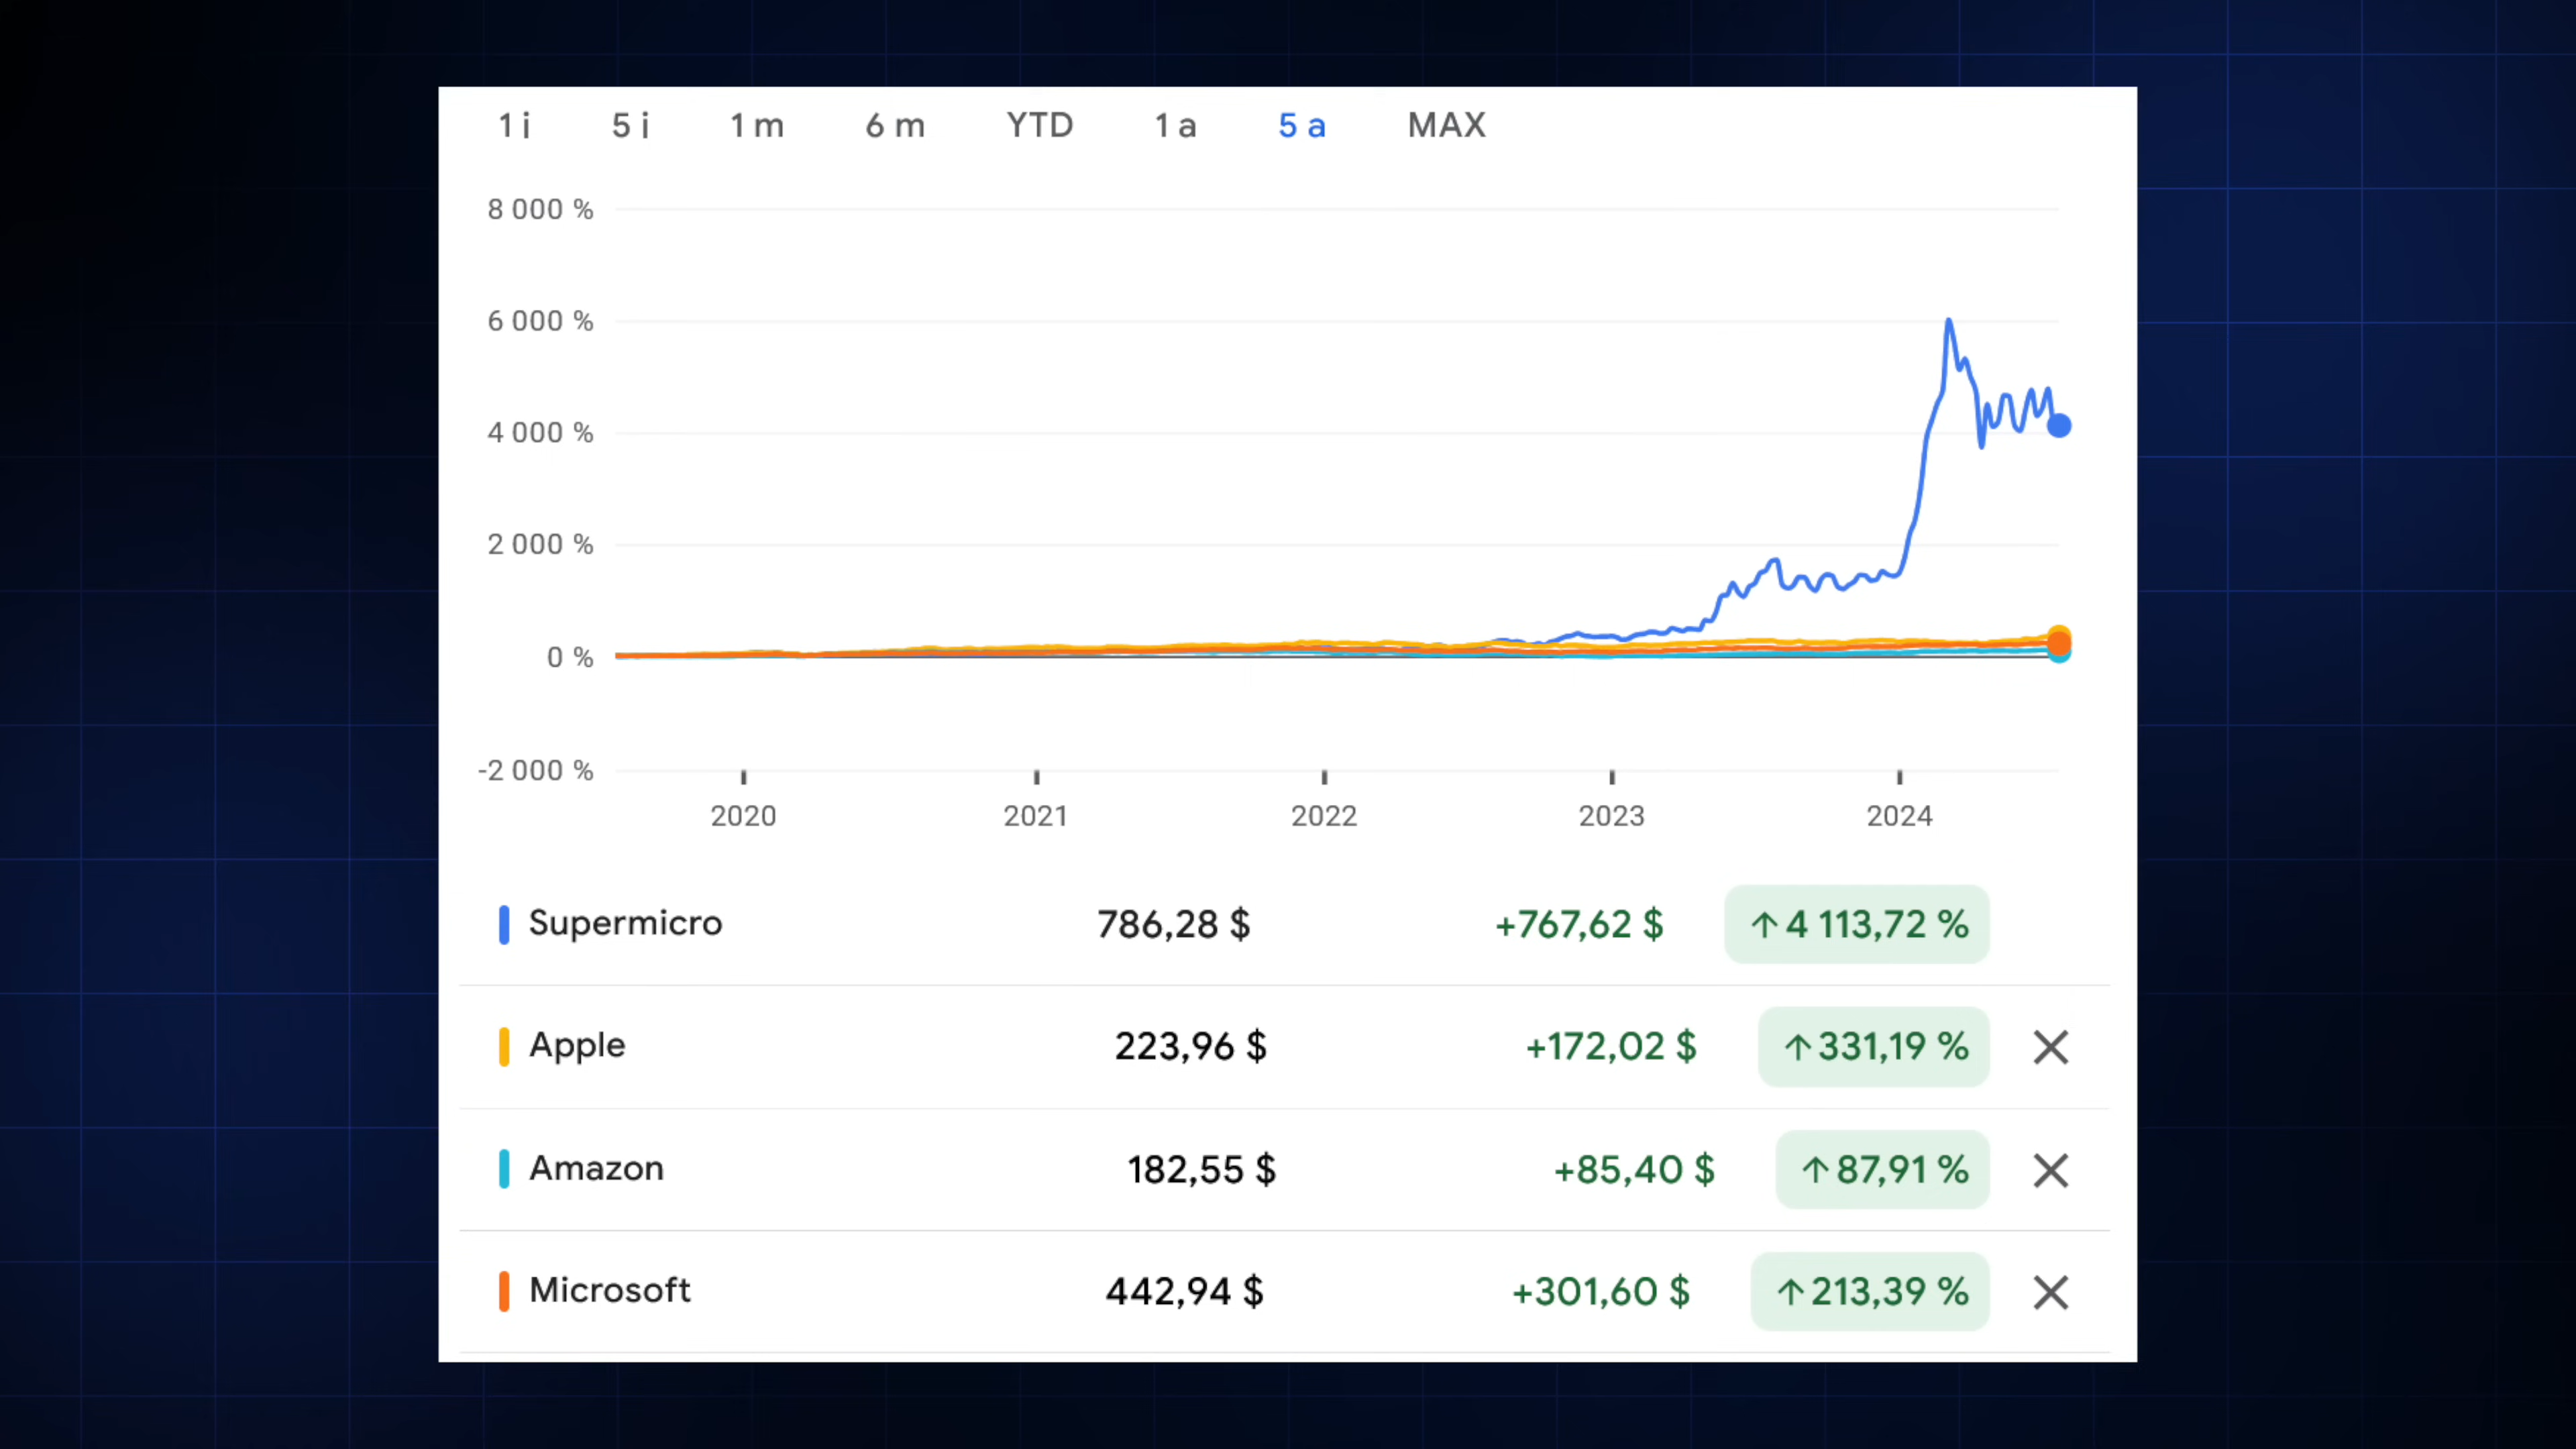 1 i 5 i 1 m 6 m YTD 1 a 5 a MAX
8 000 %
6 000 %
4 000 %
2 000 %
0 %
-2 000 %
2020 2021 2022 2023 2024
Supermicro 786,28 $ +767,62 $ ↑4 113,72 %
Apple 223,96 $ +172,02 $ ↑331,19 %
Amazon 182,55 $ +85,40 $ ↑87,91 %
Microsoft 442,94 $ +301,60 $ ↑213,39 %